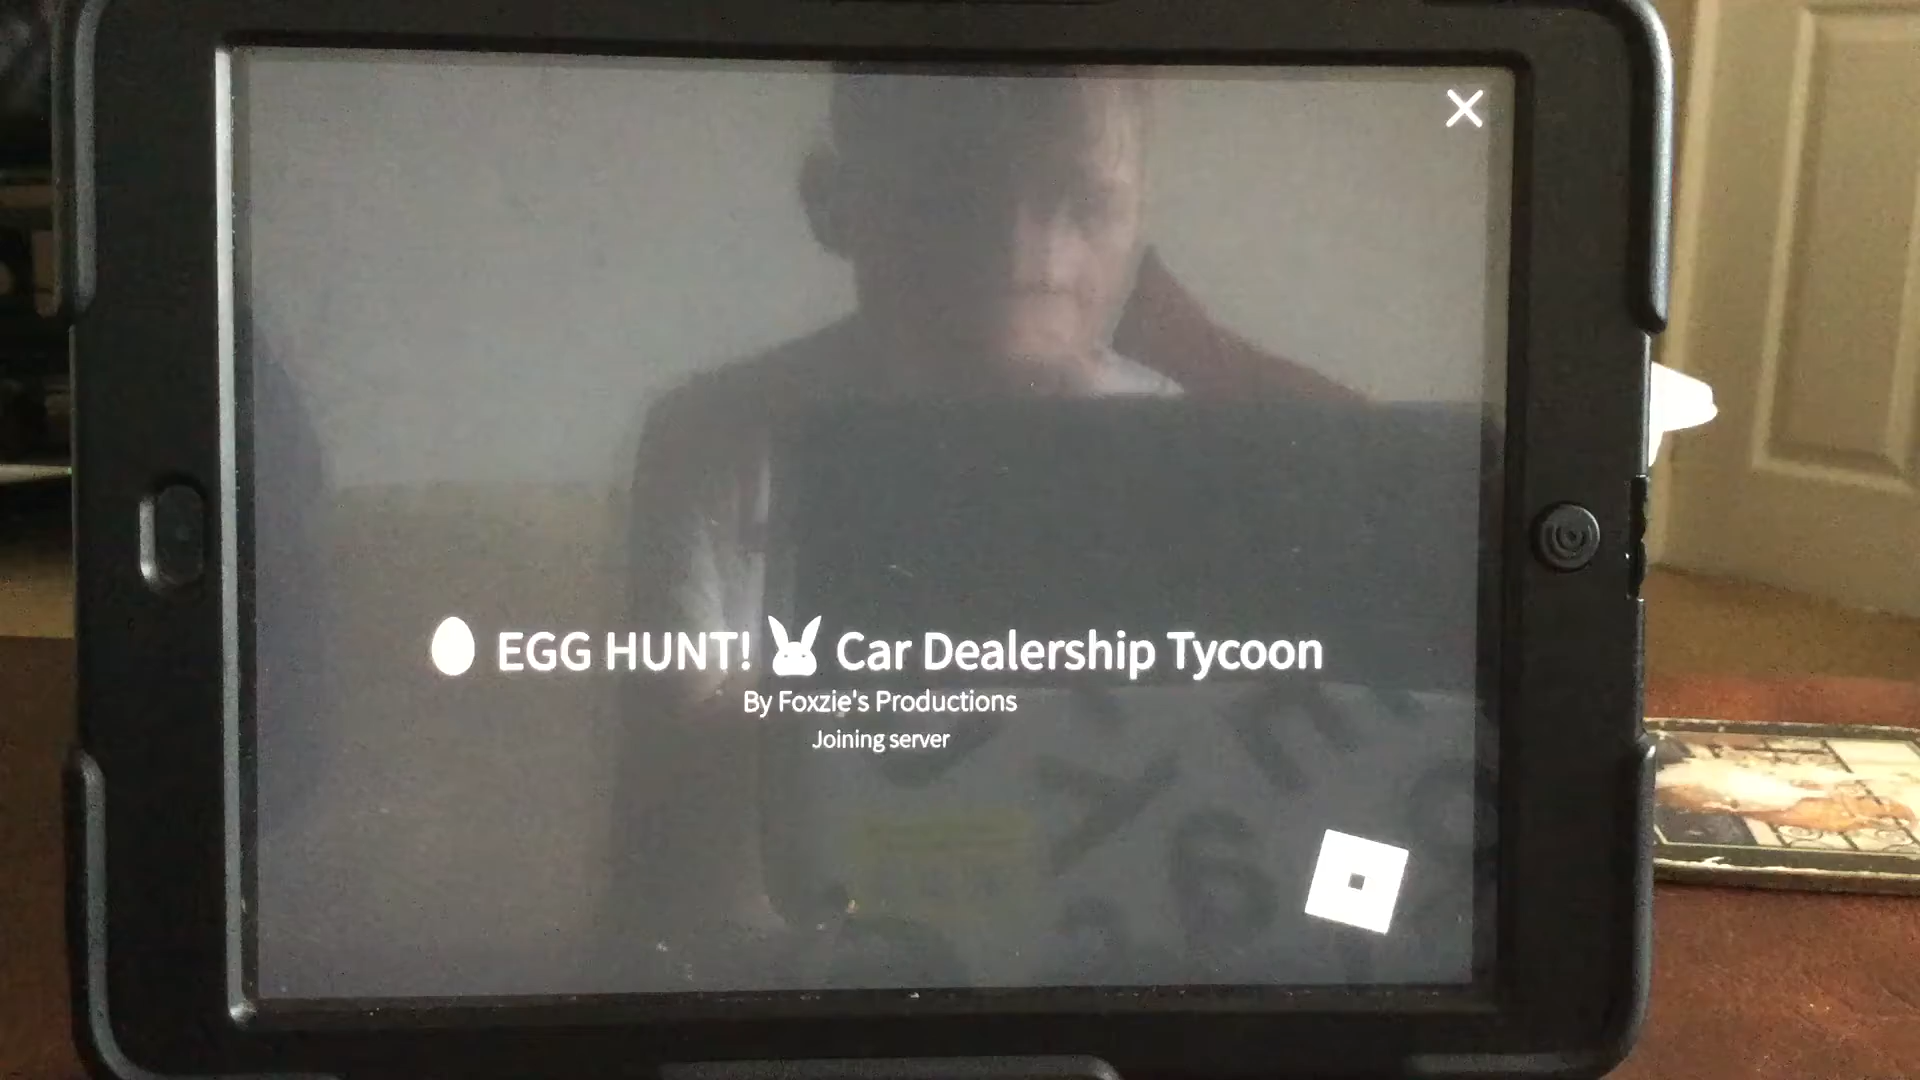 🥚 EGG HUNT! 🐰 Car Dealership Tycoon
By Foxzie's Productions
Joining server